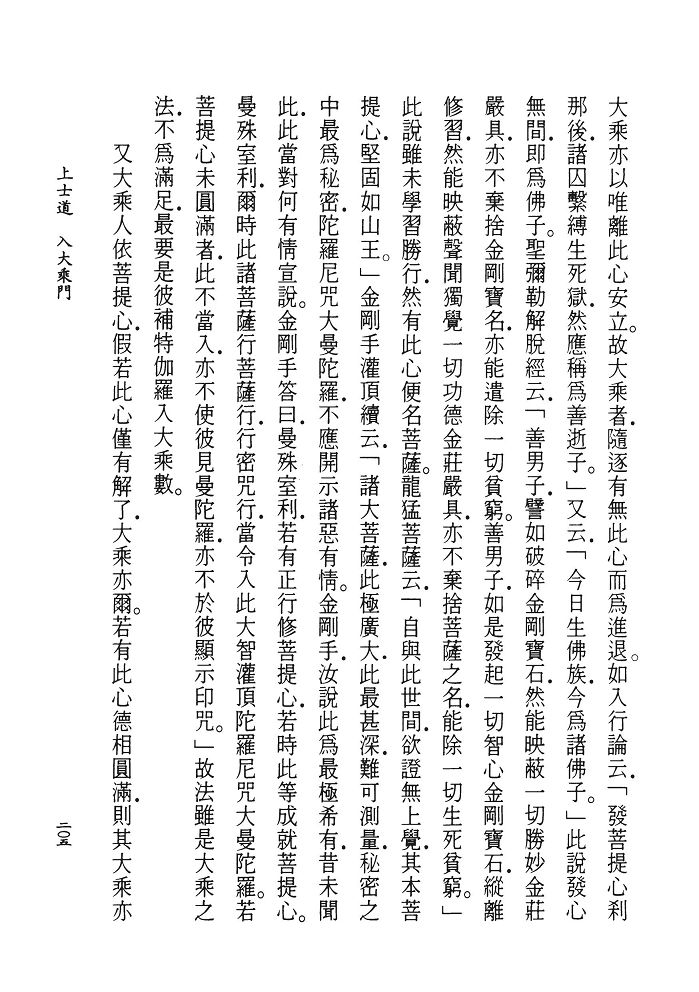 大乘亦以唯離此心安立。故大乘者，隨逐有無此心而為進退。如入行論云，「發菩提心剎
那後，諸囚繫縛生死獄，然應稱為善逝子。」又云，「今日生佛族，今為諸佛子。」此說發心
無間，即為佛子。聖彌勒解脫經云，「善男子，譬如破碎金剛寶石，然能映蔽一切勝妙金莊
嚴具，亦不棄捨金剛寶名，亦能遣除一切貧窮。善男子，如是發起一切智心金剛寶石，縱離
修習，然能映蔽聲聞獨覺一切功德金莊嚴具，亦不棄捨菩薩之名，能除一切生死貧窮。」
此說雖未學習勝行，然有此心便名菩薩。龍猛菩薩云，「自與此世間，欲證無上覺，其本菩
提心，堅固如山王。」金剛手灌頂續云，「諸大菩薩，此極廣大，此最甚深，難可測量，秘密之
中最為秘密，陀羅尼咒大曼陀羅，不應開示諸惡有情。金剛手，汝說此為最極希有，昔未聞
此，此當對何有情宣說。金剛手答曰，曼殊室利，若有正行修菩提心，若時此等成就菩提心。
曼殊室利，爾時此諸菩薩行菩薩行，行密咒行，當令入此大智灌頂陀羅尼咒大曼陀羅。若
菩提心未圓滿者，此不當入，亦不使彼見曼陀羅，亦不於彼顯示印咒。」故法雖是大乘之
法，不為滿足，最要是彼補特伽羅入大乘數。
又大乘人依菩提心，假若此心僅有解了，大乘亦爾。若有此心德相圓滿，則其大乘亦
上士道　入大乘門
二〇五